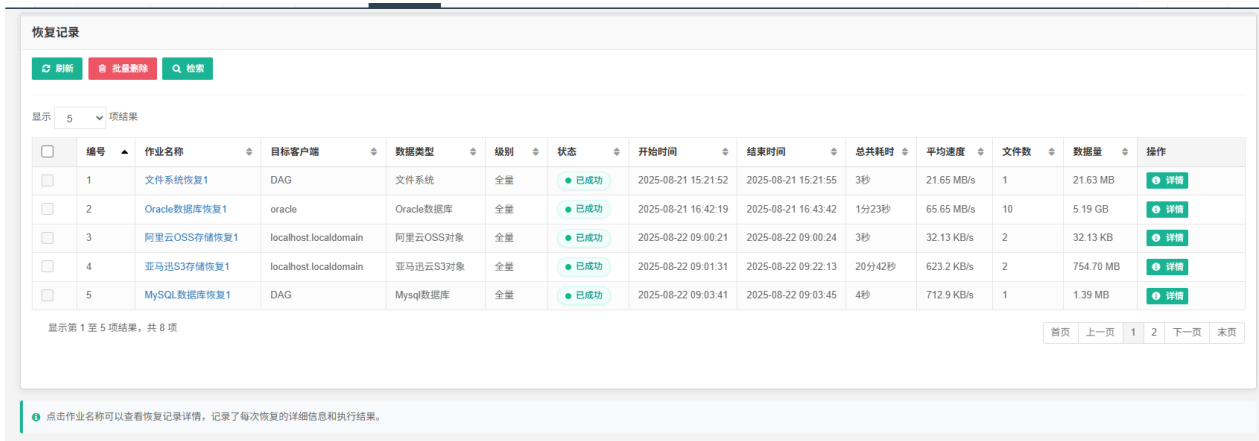 恢复记录
刷新 批量删除 检索
显示 5 项结果
编号 作业名称 目标客户端 数据类型 级别 状态 开始时间 结束时间 总共耗时 平均速度 文件数 数据量 操作
1 文件系统恢复1 DAG 文件系统 全量 已成功 2025-08-21 15:21:52 2025-08-21 15:21:55 3秒 21.65 MB/s 1 21.63 MB 详情
2 Oracle数据库恢复1 oracle Oracle数据库 全量 已成功 2025-08-21 16:42:19 2025-08-21 16:43:42 1分23秒 65.65 MB/s 10 5.19 GB 详情
3 阿里云OSS存储恢复1 localhost.localdomain 阿里云OSS对象 全量 已成功 2025-08-22 09:00:21 2025-08-22 09:00:24 3秒 32.13 KB/s 2 32.13 KB 详情
4 亚马迅S3存储恢复1 localhost.localdomain 亚马迅云S3对象 全量 已成功 2025-08-22 09:01:31 2025-08-22 09:22:13 20分42秒 623.2 KB/s 2 754.70 MB 详情
5 MySQL数据库恢复1 DAG Mysql数据库 全量 已成功 2025-08-22 09:03:41 2025-08-22 09:03:45 4秒 712.9 KB/s 1 1.39 MB 详情
显示第 1 至 5 项结果，共 8 项
首页 上一页 1 2 下一页 末页
点击作业名称可以查看恢复记录详情，记录了每次恢复的详细信息和执行结果。